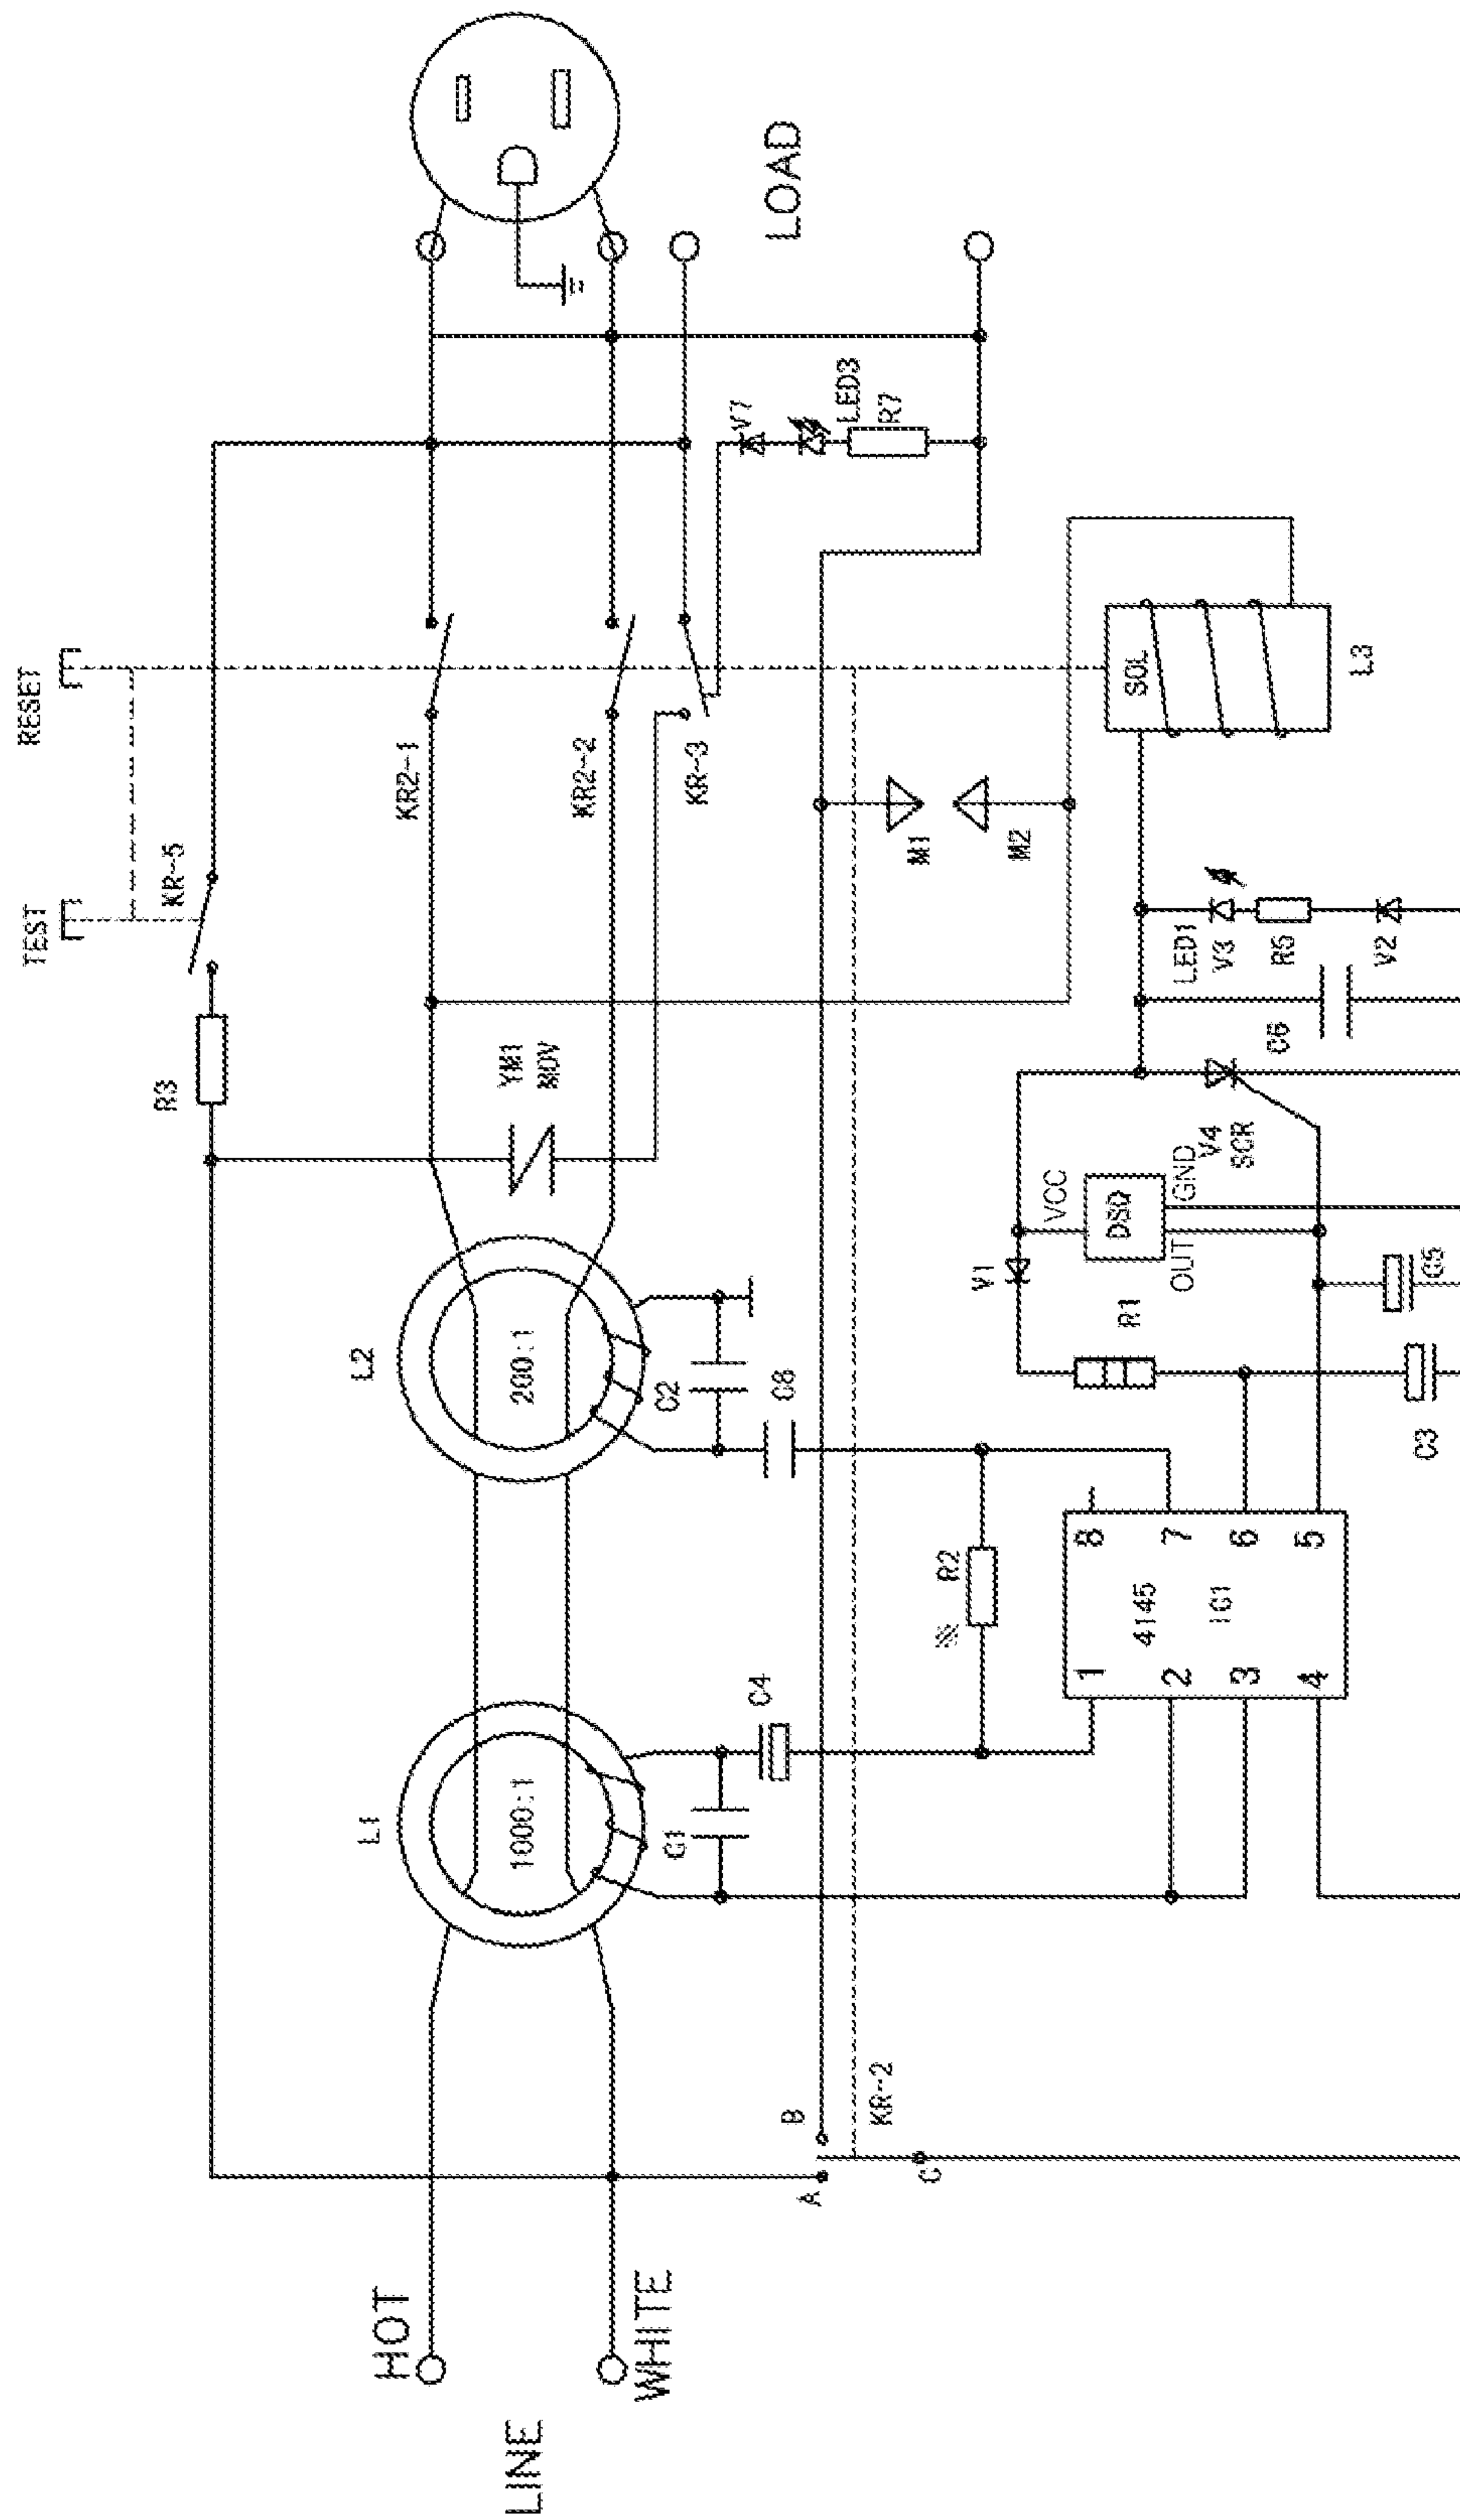 TEST
RESET
KR-5
R3
KR2-1
KR2-2
KR-3
YM1
MOV
L1
1000:1
L2
200:1
HOT
WHITE
LINE
LOAD
V7
LED3
R7
C1
C4
C2
C8
M1
M2
A
B
C
KR-2
R2
4145
IC1
1
2
3
4
5
6
7
8
V1
R1
VCC
DSQ
GND
OUT
V4
SCR
C3
C5
C6
LED1
V3
R5
V2
SOL
L3